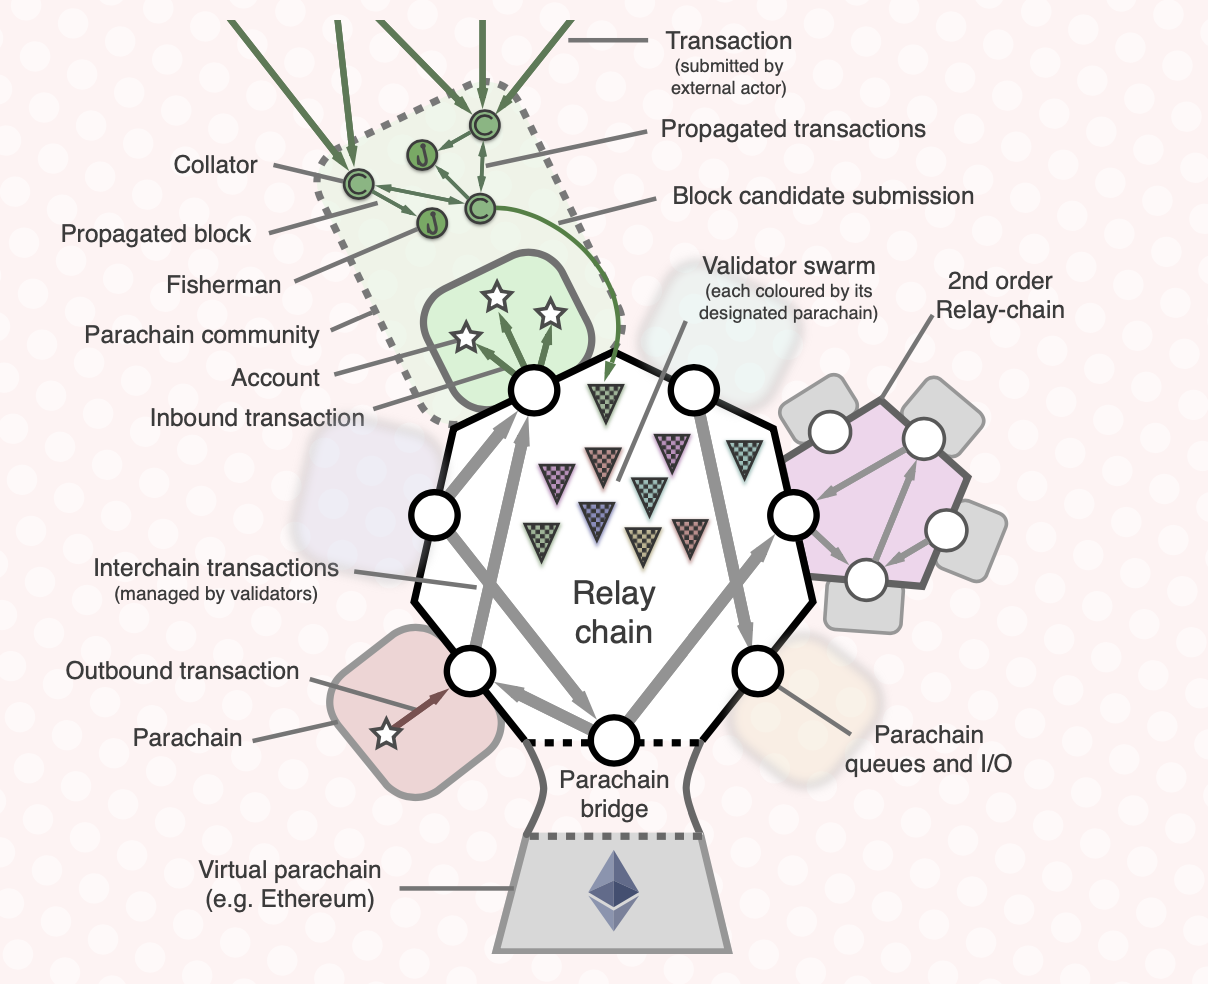 Transaction
(submitted by
external actor)
Propagated transactions
Collator
C
J
C
C
J
Block candidate submission
Propagated block
Fisherman
Validator swarm
(each coloured by its
designated parachain)
2nd order
Relay-chain
Parachain community
Account
Inbound transaction
Interchain transactions
(managed by validators)
Relay
chain
Outbound transaction
Parachain
Parachain
queues and I/O
Parachain
bridge
Virtual parachain
(e.g. Ethereum)